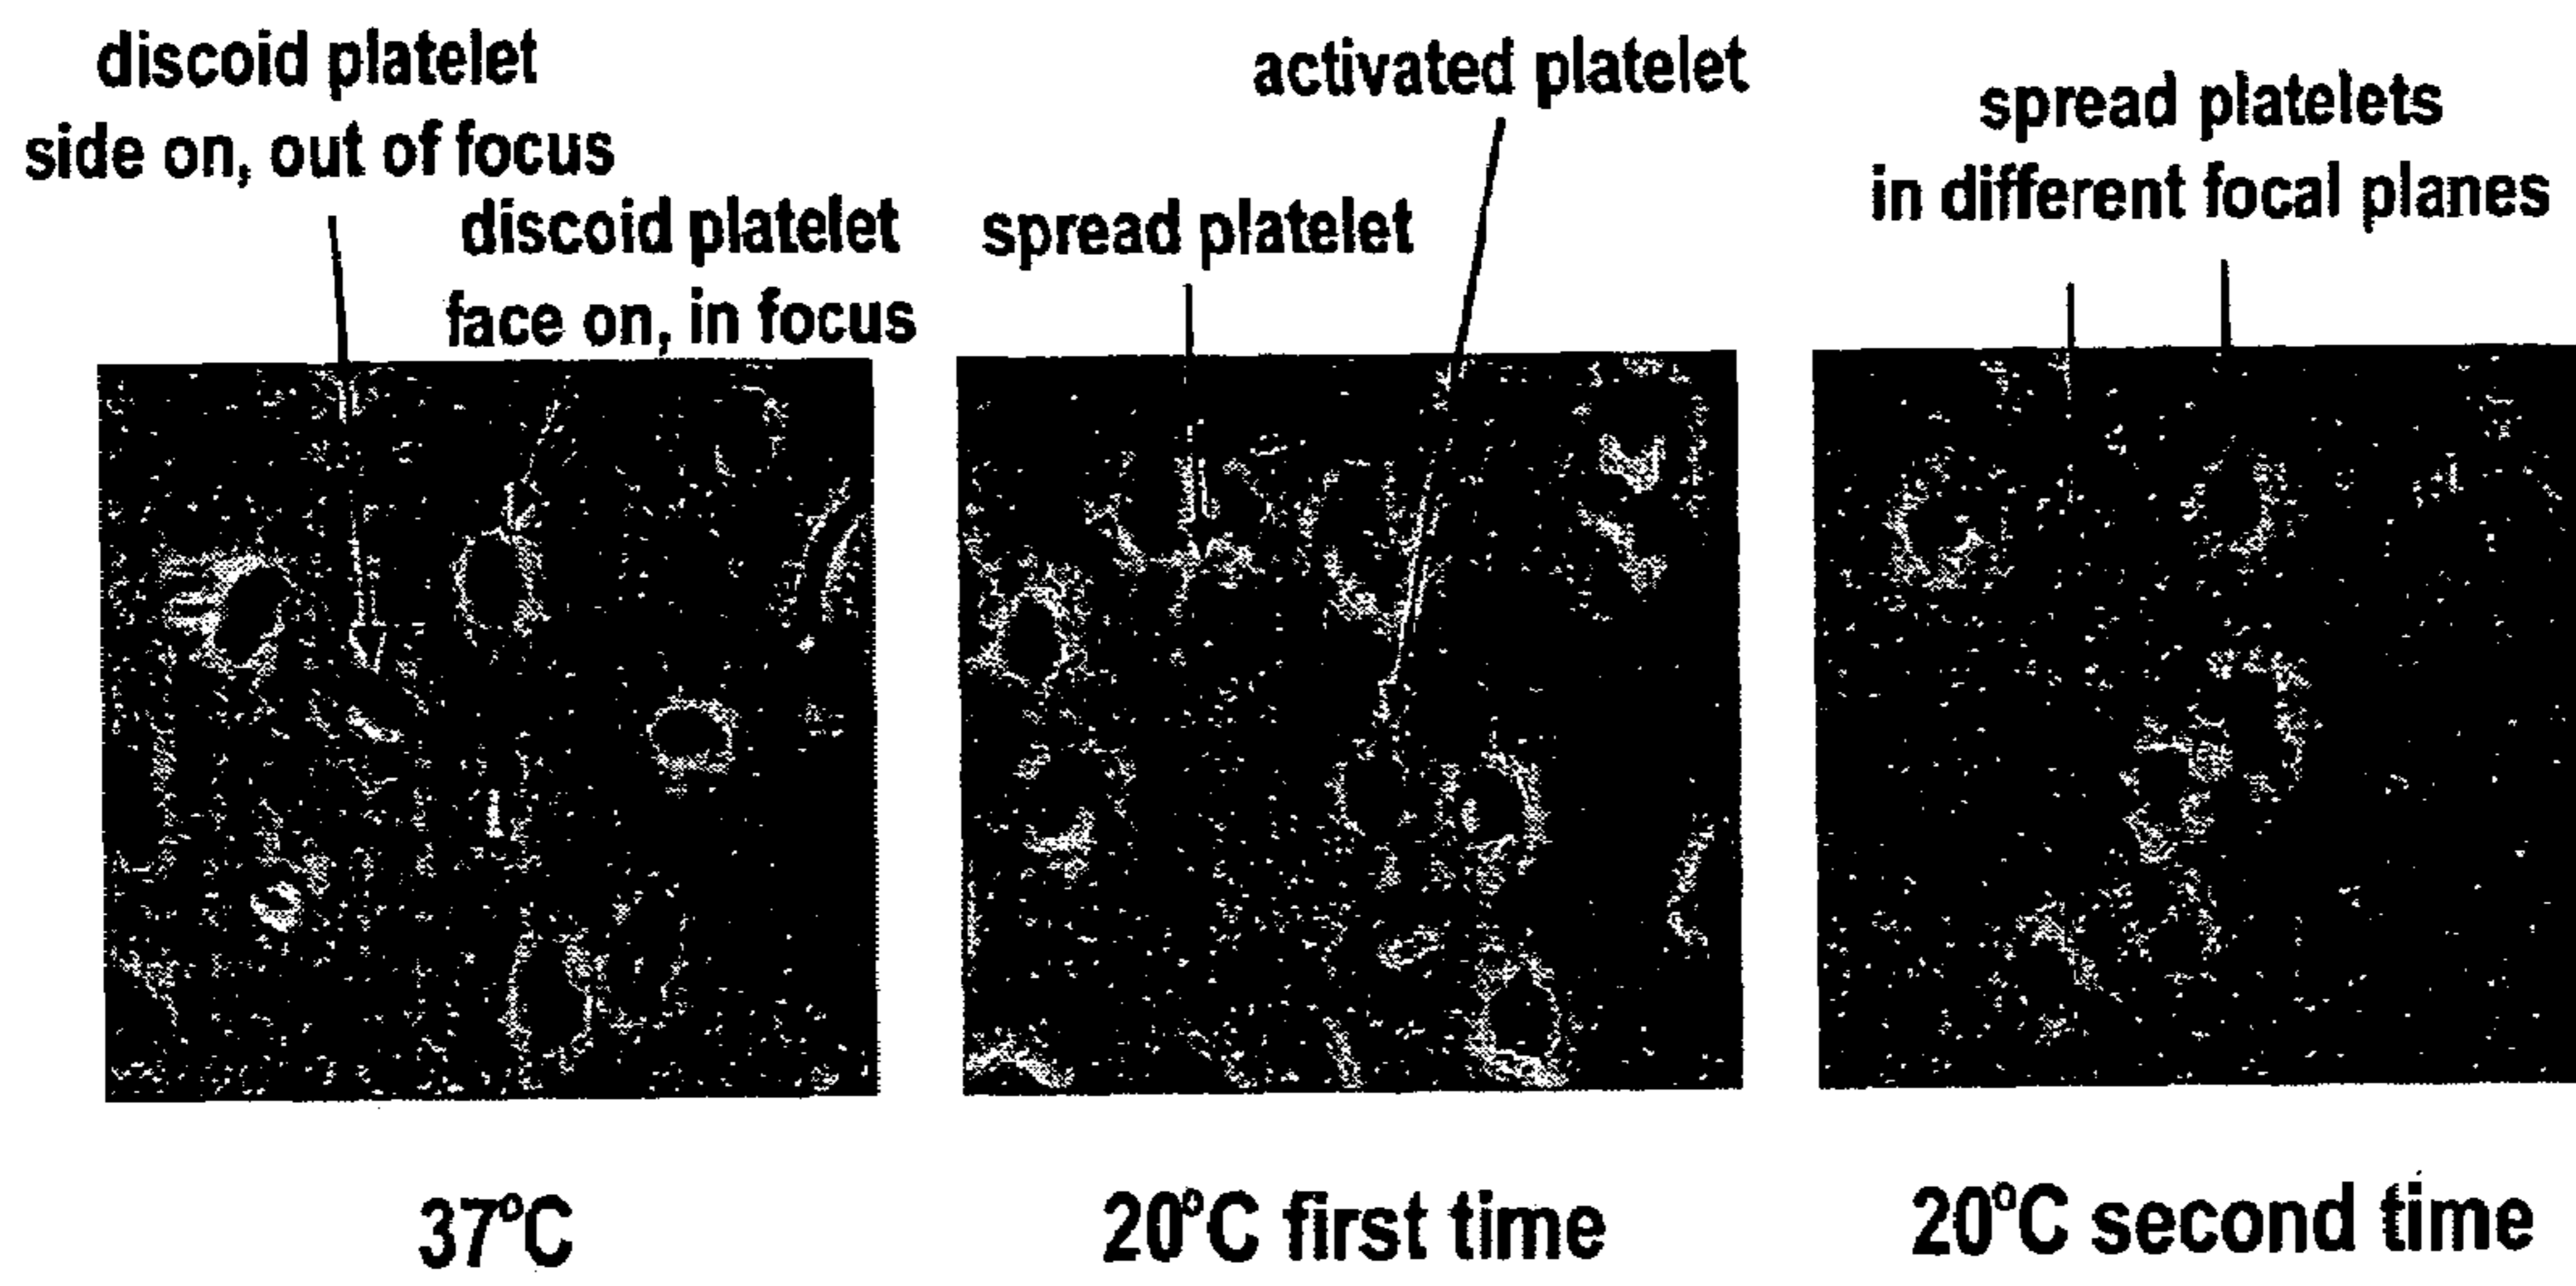 discoid platelet
side on, out of focus
discoid platelet
face on, in focus
spread platelet
activated platelet
spread platelets
in different focal planes
37°C
20°C first time
20°C second time